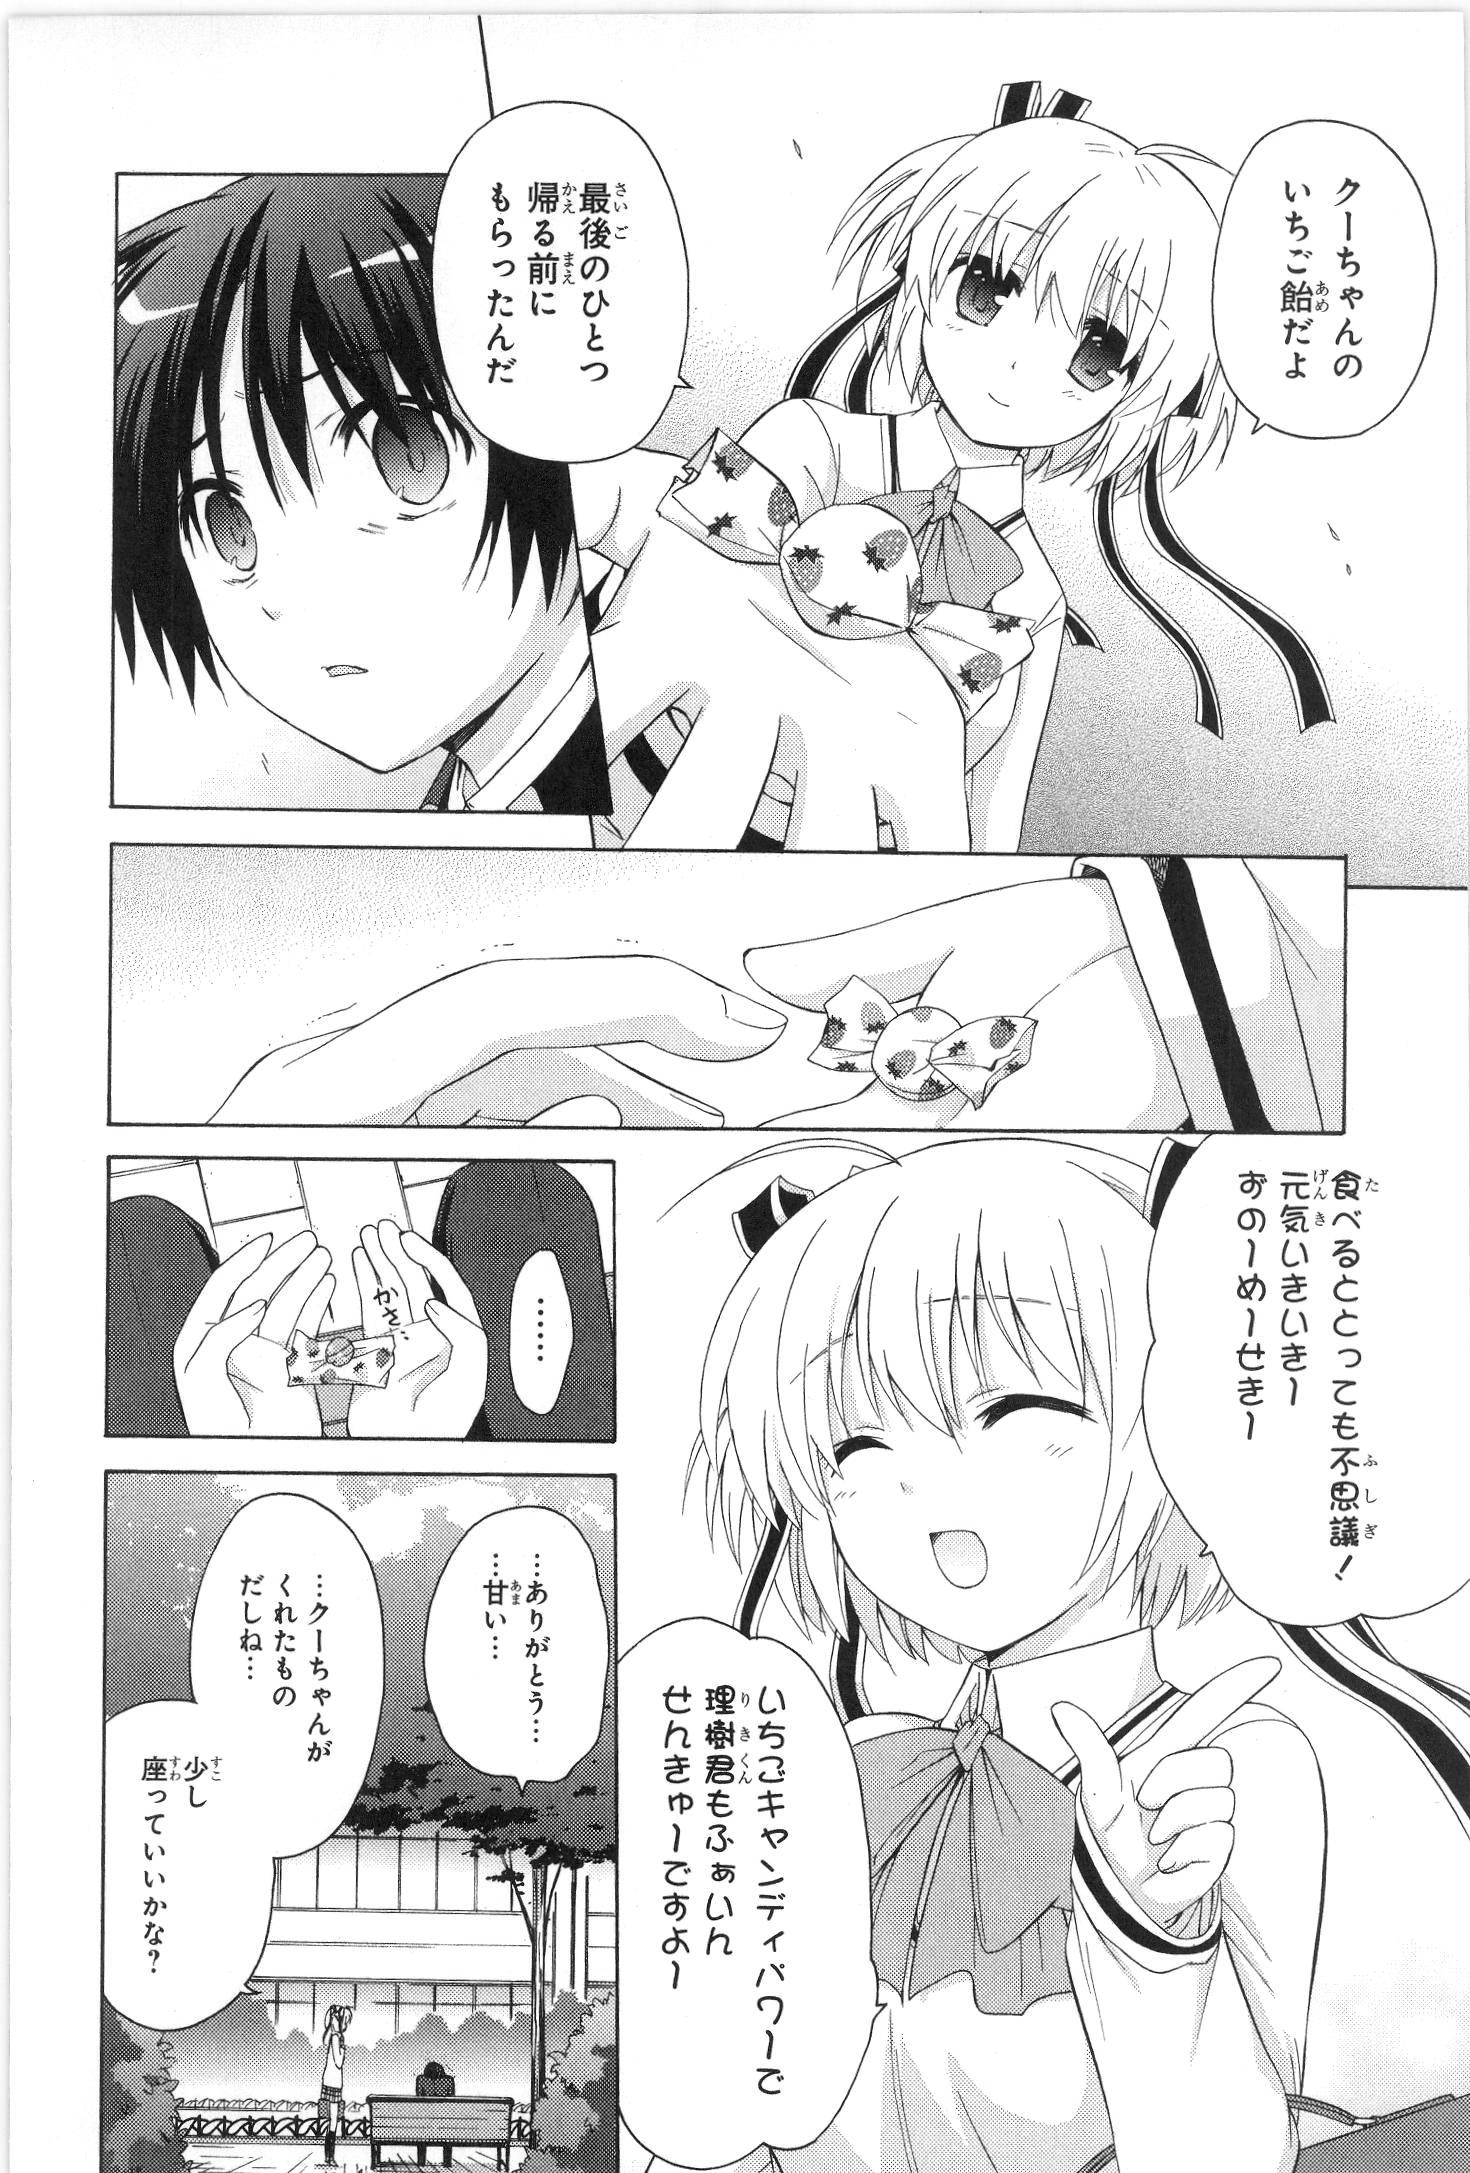 クーちゃんの
いちご飴だよ
最後のひとつ
帰る前に
もらったんだ
食べるととっても不思議！
元気いきいきー
おのーめーせきー
いちごキャンディパワーで
理樹君もふぁいん
せんきゅーですよー
かさ…
……
…ありがとう…
…甘い…
…クーちゃんが
くれたもの
だしね…
少し
座っていいかな？